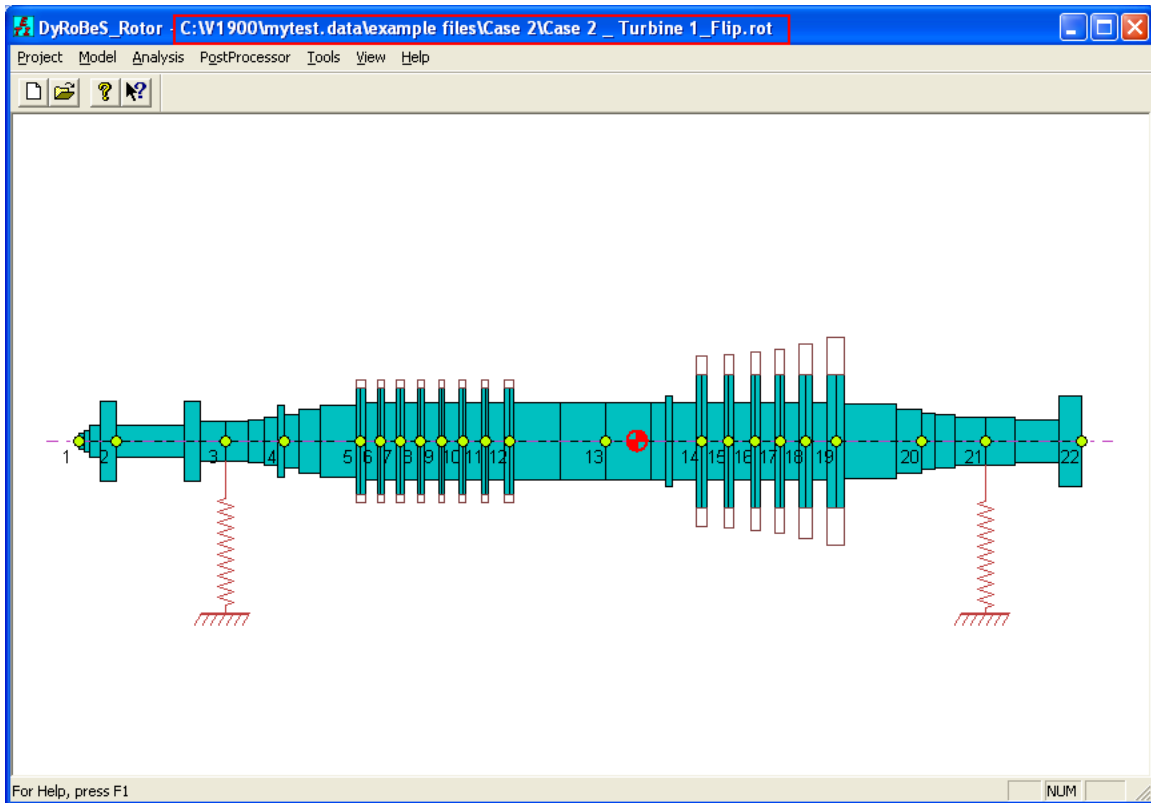 DyRoBeS_Rotor - C:\V1900\mytest.data\example files\Case 2\Case 2 _ Turbine 1_Flip.rot
Project Model Analysis PostProcessor Tools View Help
1 2 3 4 5 6 7 8 9 10 11 12 13 14 15 16 17 18 19 20 21 22
For Help, press F1 NUM